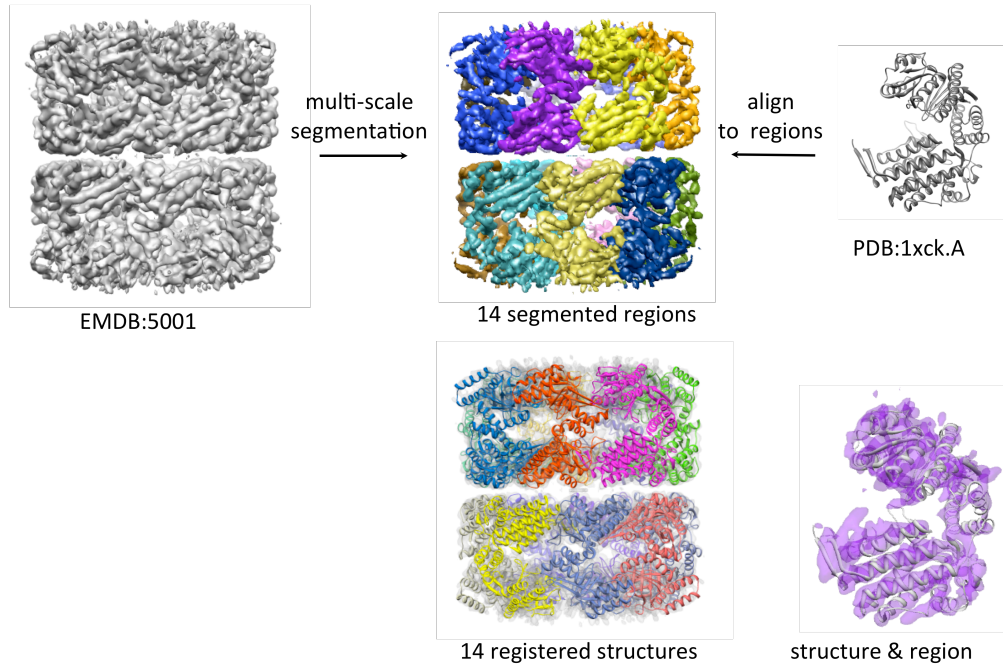 multi-scale
segmentation
align
to regions
PDB:1xck.A
EMDB:5001
14 segmented regions
14 registered structures
structure & region